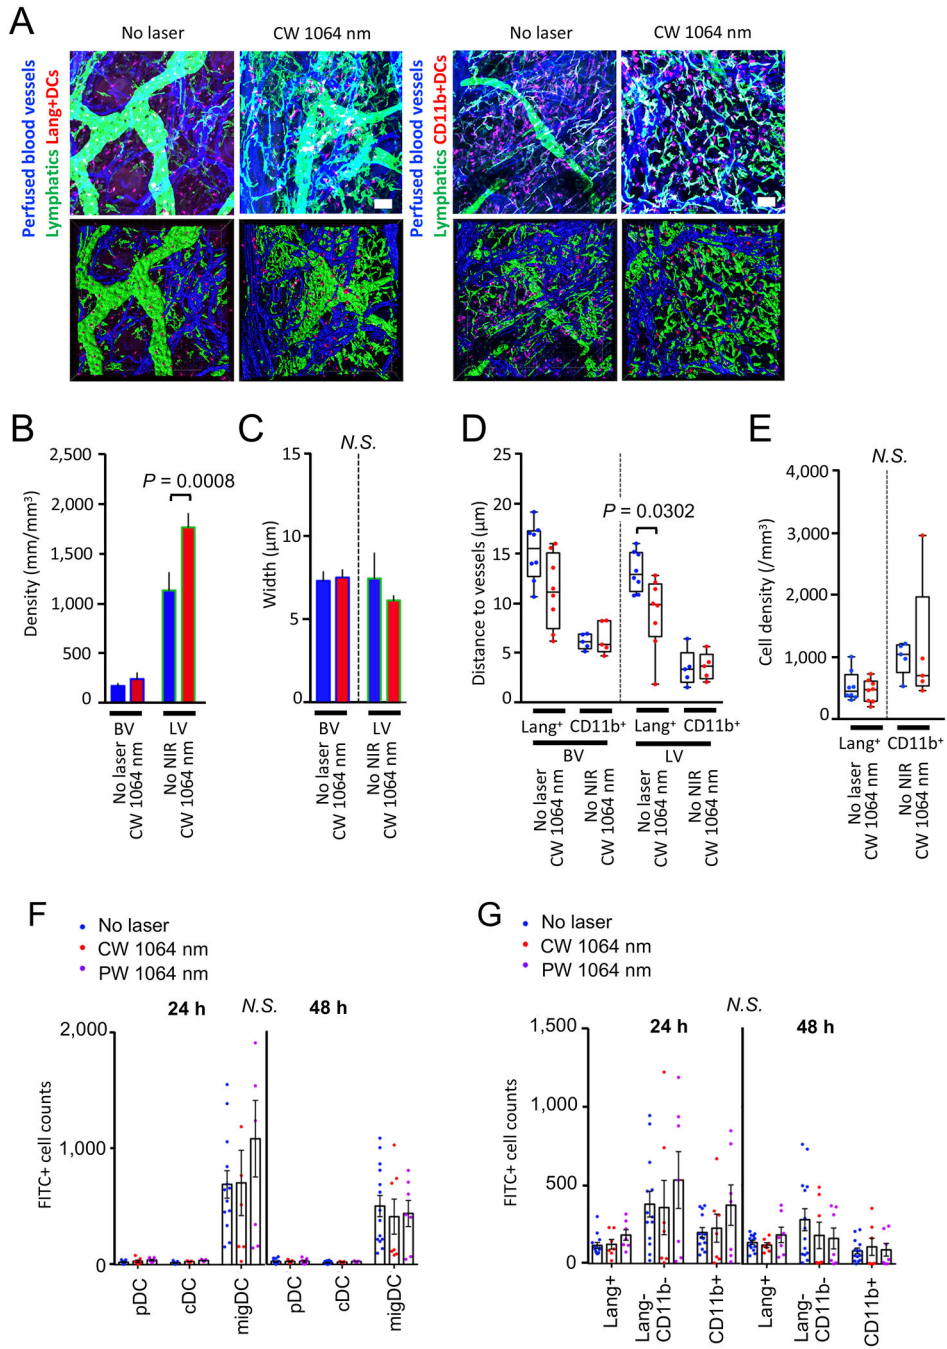 A
No laser
CW 1064 nm
No laser
CW 1064 nm
Perfused blood vessels
Lymphatics Lang+DCs
Perfused blood vessels
Lymphatics CD11b+DCs
B
2,500
2,000
1,500
1,000
500
0
Density (mm/mm³)
P = 0.0008
BV
LV
No laser
CW 1064 nm
No NIR
CW 1064 nm
C
N.S.
15
10
5
0
Width (μm)
BV
LV
No laser
CW 1064 nm
No NIR
CW 1064 nm
D
25
20
15
10
5
0
Distance to vessels (μm)
P = 0.0302
Lang⁺ CD11b⁺
Lang⁺ CD11b⁺
BV
LV
No laser
CW 1064 nm
No NIR
CW 1064 nm
No laser
CW 1064 nm
No NIR
CW 1064 nm
E
N.S.
4,000
3,000
2,000
1,000
0
Cell density (/mm³)
Lang⁺ CD11b⁺
No laser
CW 1064 nm
No NIR
CW 1064 nm
F
No laser
CW 1064 nm
PW 1064 nm
24 h
N.S.
48 h
2,000
1,000
0
FITC+ cell counts
pDC
cDC
migDC
pDC
cDC
migDC
G
No laser
CW 1064 nm
PW 1064 nm
N.S.
24 h
48 h
1,500
1,000
500
0
FITC+ cell counts
Lang+
Lang-
CD11b-
CD11b+
Lang+
Lang-
CD11b-
CD11b+